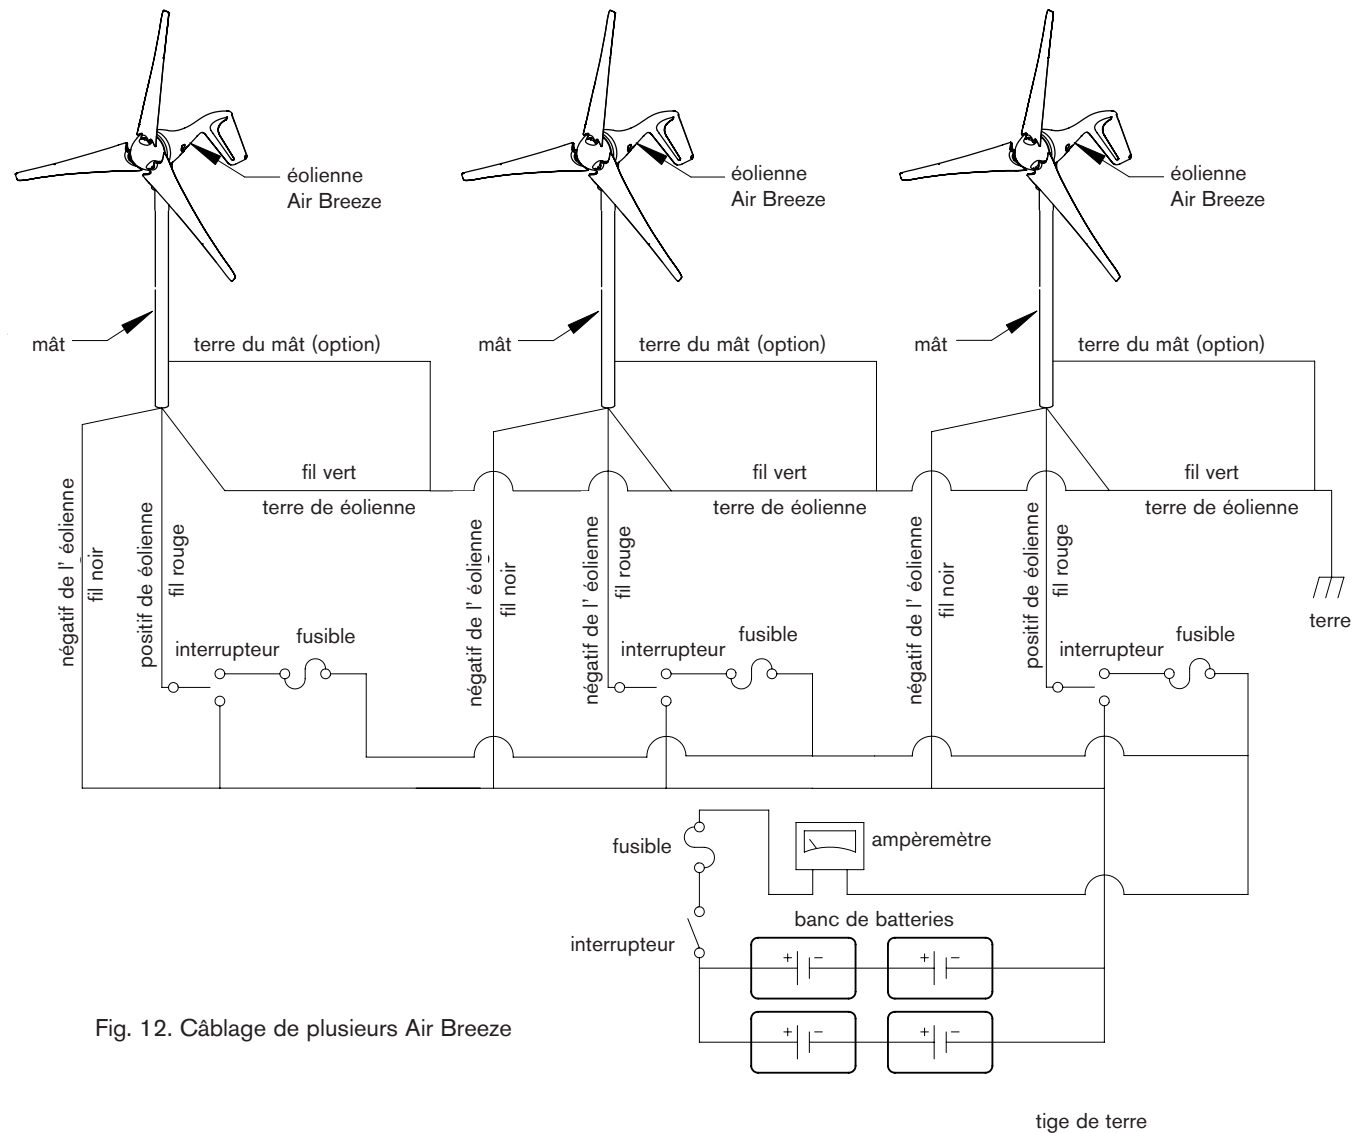 éolienne
Air Breeze
éolienne
Air Breeze
éolienne
Air Breeze
mât
terre du mât (option)
mât
terre du mât (option)
mât
terre du mât (option)
fil vert
terre de éolienne
fil vert
terre de éolienne
fil vert
terre de éolienne
négatif de l' éolienne
fil noir
positif de éolienne
fil rouge
négatif de l' éolienne
fil noir
négatif de l' éolienne
fil rouge
négatif de l' éolienne
fil noir
positif de éolienne
fil rouge
terre
interrupteur
fusible
interrupteur
fusible
interrupteur
fusible
fusible
ampèremètre
banc de batteries
interrupteur
+ −
+ −
+ −
+ −
Fig. 12. Câblage de plusieurs Air Breeze
tige de terre